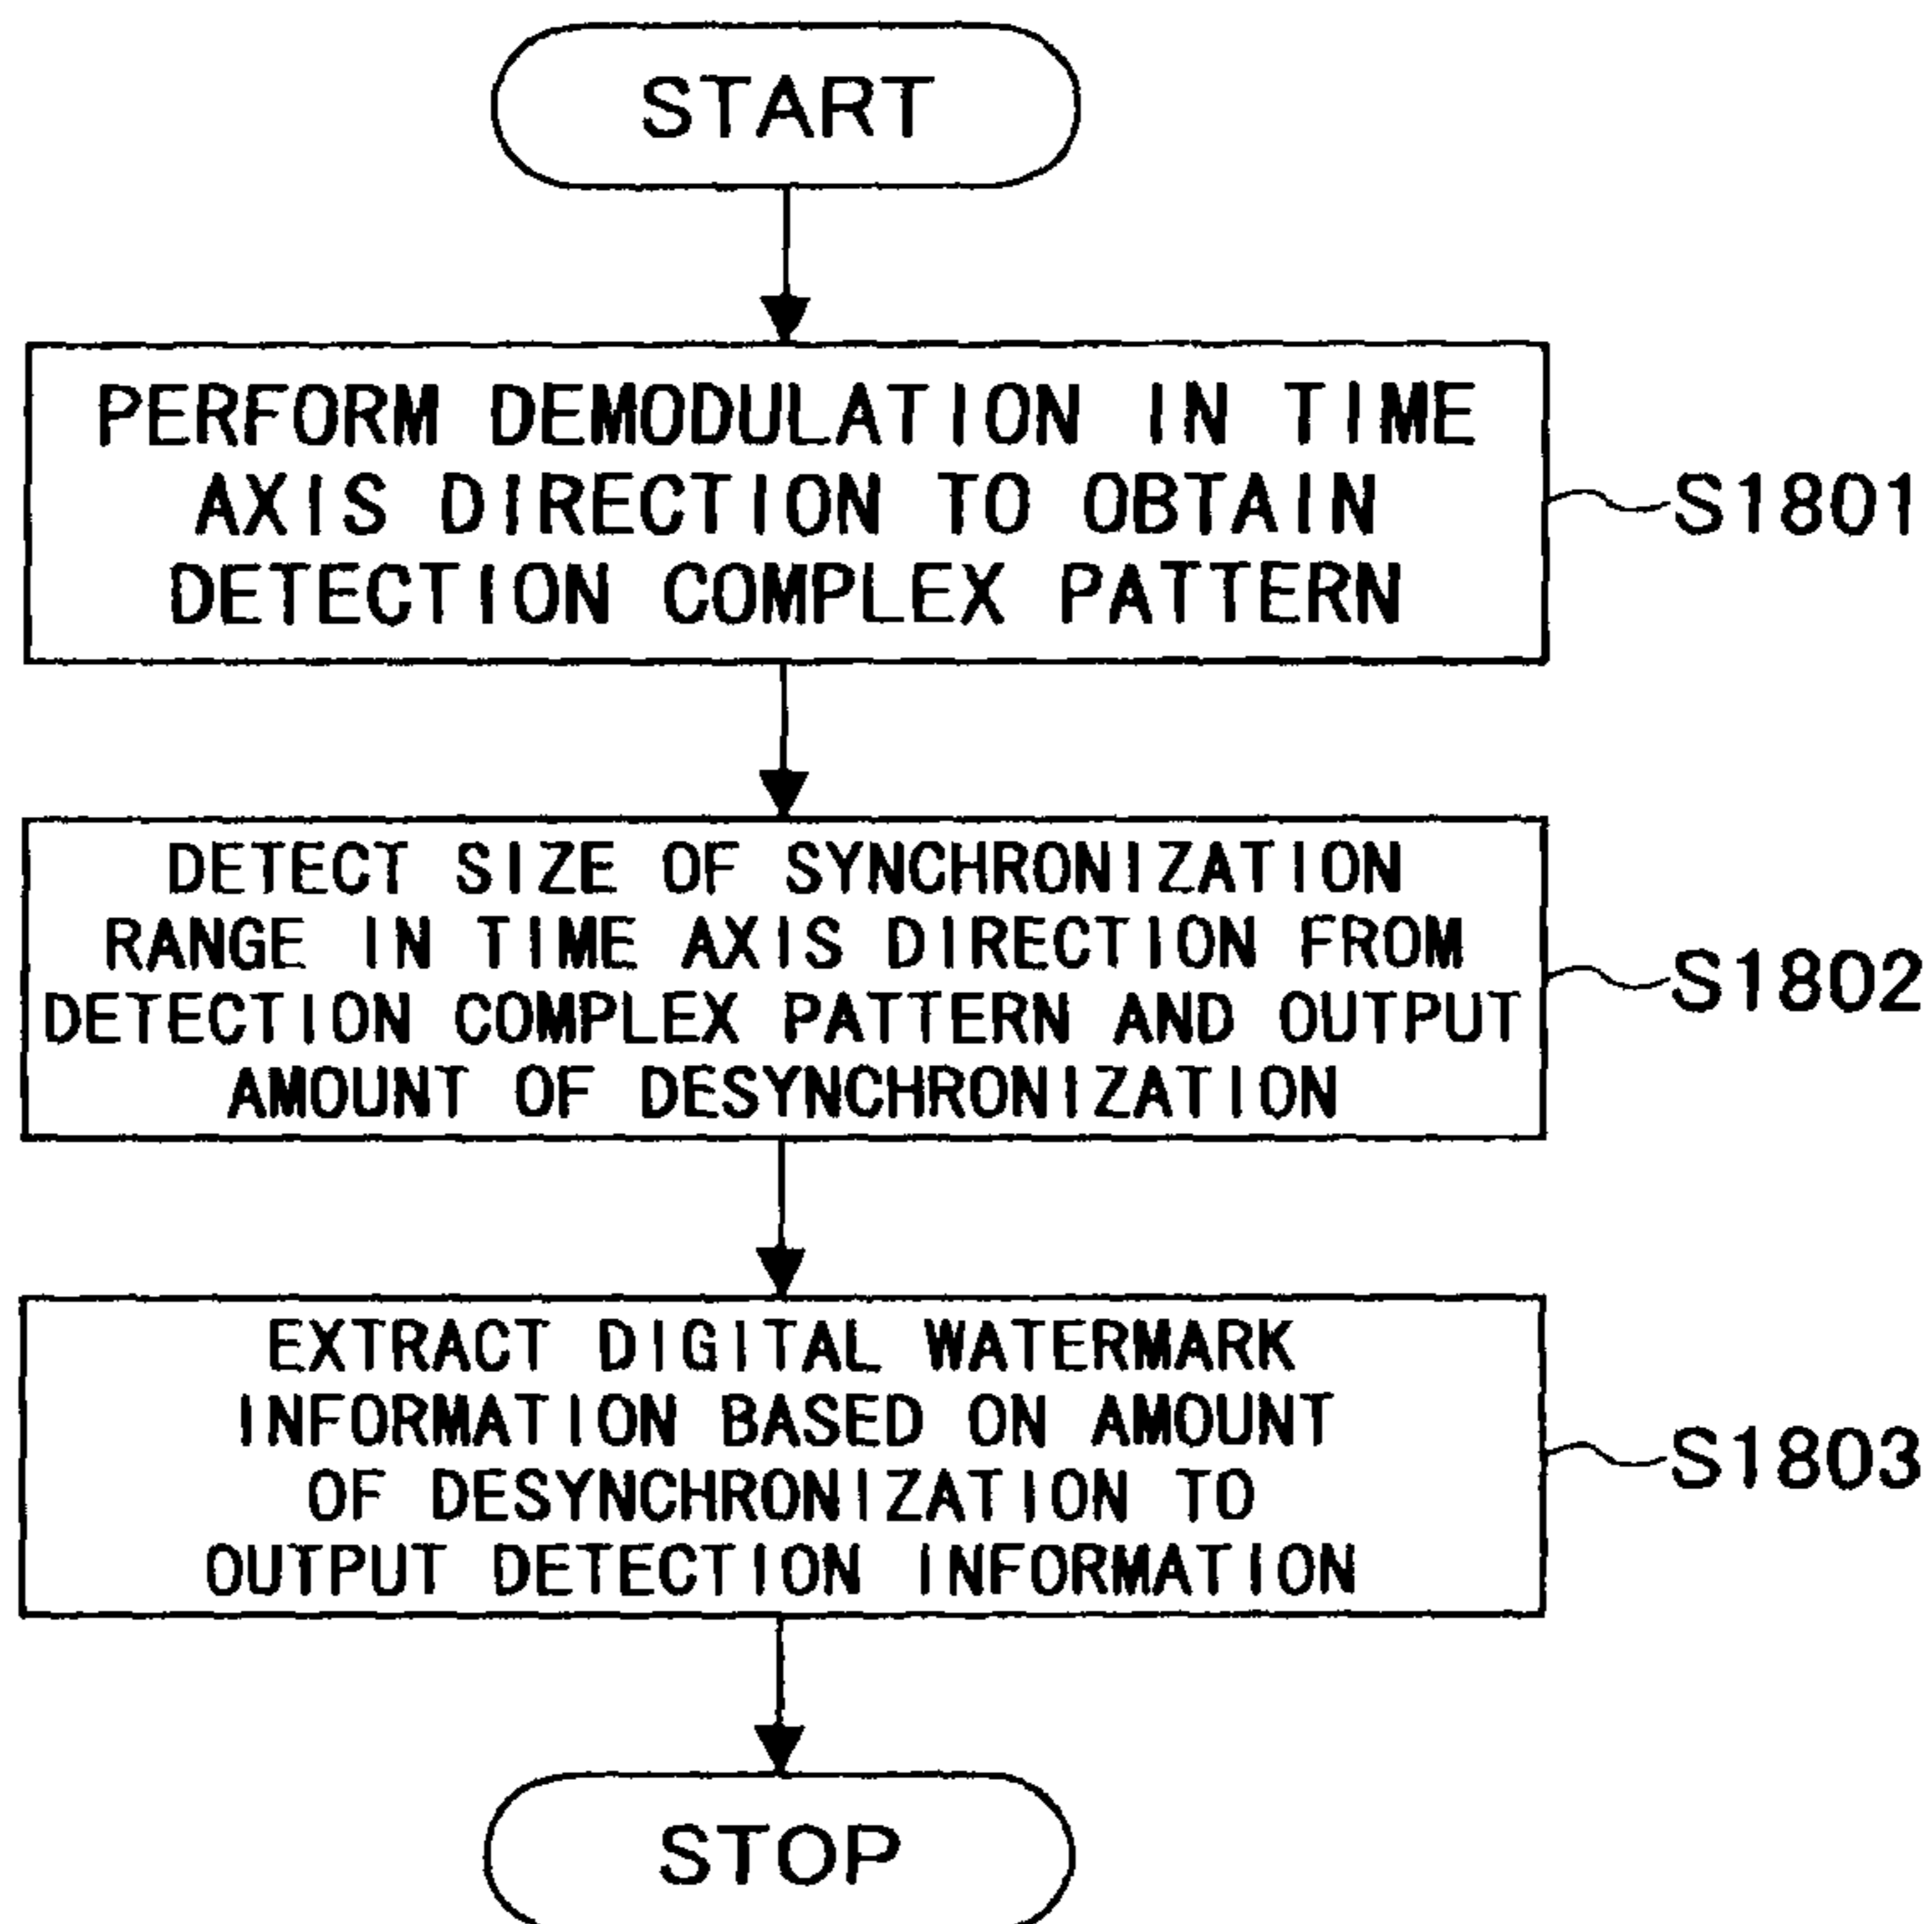 START
PERFORM DEMODULATION IN TIME
AXIS DIRECTION TO OBTAIN
DETECTION COMPLEX PATTERN
S1801
DETECT SIZE OF SYNCHRONIZATION
RANGE IN TIME AXIS DIRECTION FROM
DETECTION COMPLEX PATTERN AND OUTPUT
AMOUNT OF DESYNCHRONIZATION
S1802
EXTRACT DIGITAL WATERMARK
INFORMATION BASED ON AMOUNT
OF DESYNCHRONIZATION TO
OUTPUT DETECTION INFORMATION
S1803
STOP